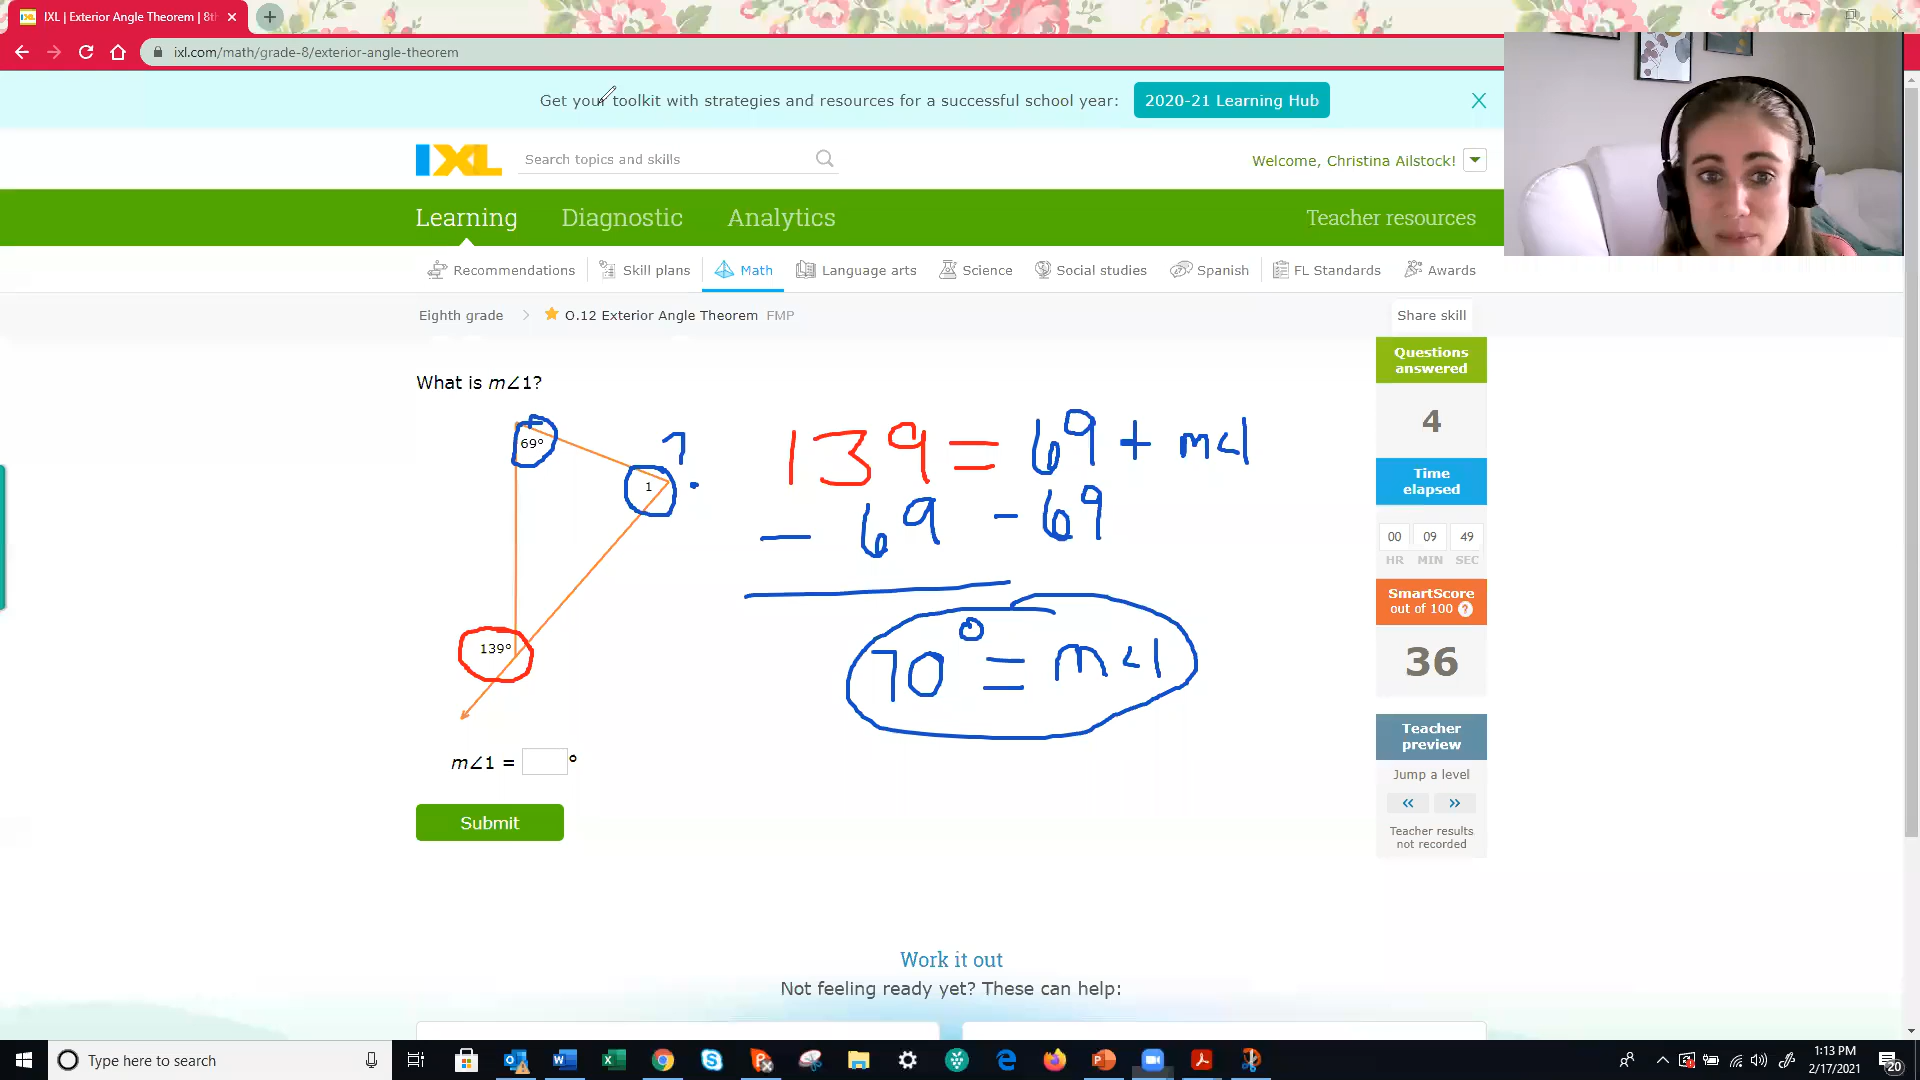 IXL | Exterior Angle Theorem | 8th
ixl.com/math/grade-8/exterior-angle-theorem
Get your toolkit with strategies and resources for a successful school year: 2020-21 Learning Hub
IXL
Search topics and skills
Welcome, Christina Ailstock!
Learning Diagnostic Analytics Teacher resources
Recommendations Skill plans Math Language arts Science Social studies Spanish FL Standards Awards
Eighth grade > O.12 Exterior Angle Theorem FMP
Share skill
Questions answered
4
Time elapsed
00 09 49
HR MIN SEC
SmartScore
out of 100 ?
36
Teacher preview
Jump a level
<< >>
Teacher results
not recorded
What is m∠1?
69°
1
?
139°
139 = 69 + m<1
- 69 - 69
70° = m<1
m∠1 = °
Submit
Work it out
Not feeling ready yet? These can help:
Type here to search
1:13 PM
2/17/2021
20